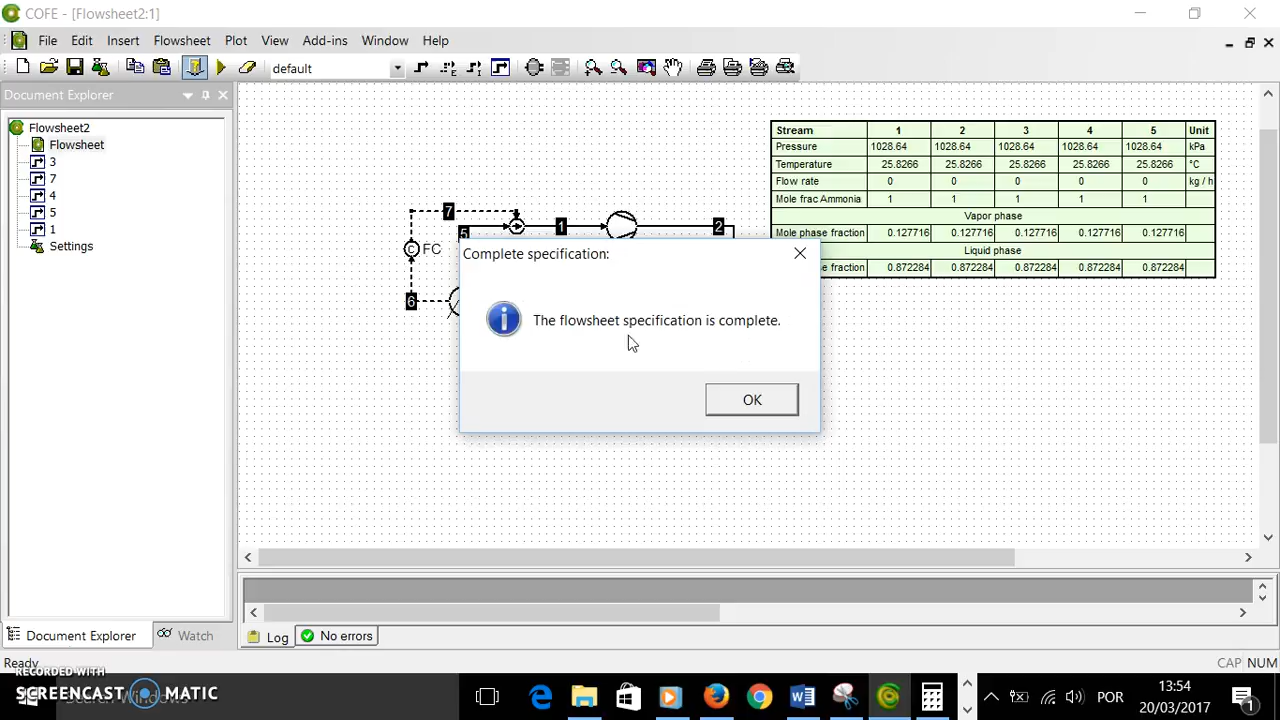 COFE - [Flowsheet2:1]
File Edit Insert Flowsheet Plot View Add-ins Window Help
default
Document Explorer
Flowsheet2
Flowsheet
3
7
4
5
1
Settings
7
5
1
2
FC
6
Stream 1 2 3 4 5 Unit
Pressure 1028.64 1028.64 1028.64 1028.64 1028.64 kPa
Temperature 25.8266 25.8266 25.8266 25.8266 25.8266 °C
Flow rate 0 0 0 0 0 kg / h
Mole frac Ammonia 1 1 1 1 1
Vapor phase
Mole phase fraction 0.127716 0.127716 0.127716 0.127716 0.127716
Liquid phase
fraction 0.872284 0.872284 0.872284 0.872284 0.872284
Complete specification:
The flowsheet specification is complete.
OK
Document Explorer Watch
Log No errors
Ready
CAP NUM
RECORDED WITH
SCREENCAST MATIC
Search Windows
POR
13:54
20/03/2017
1